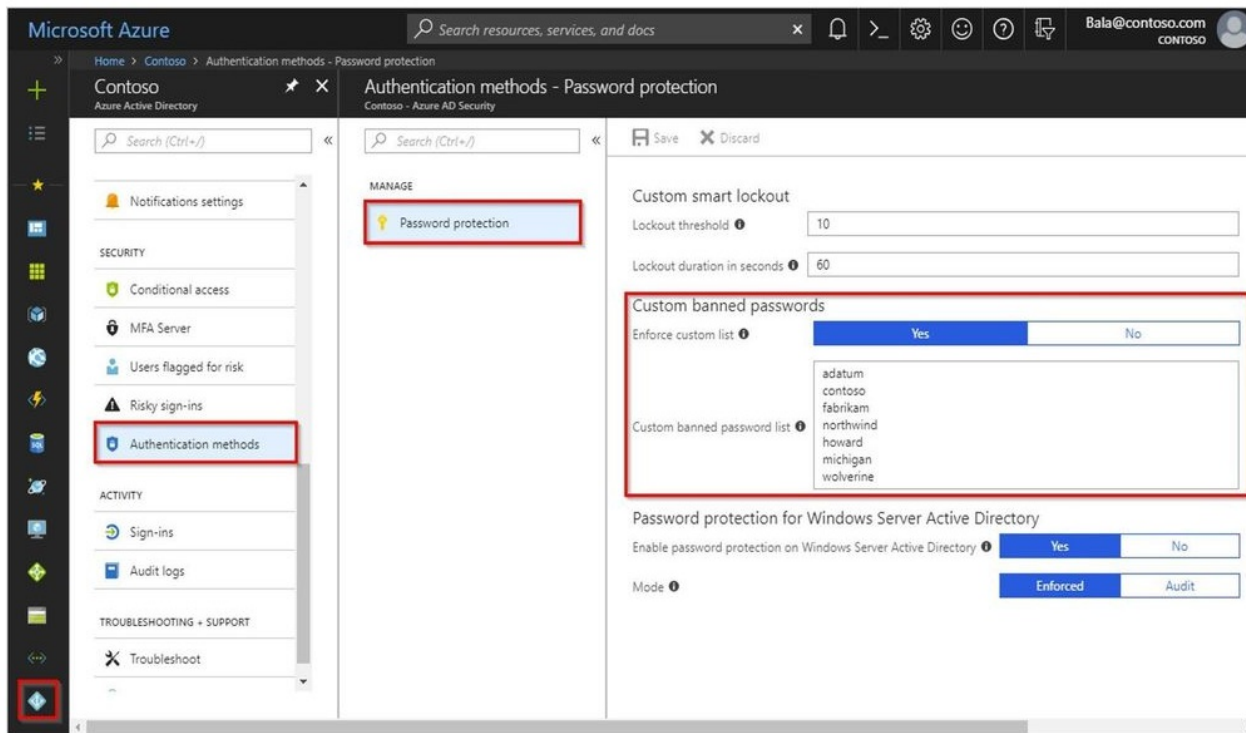 Microsoft Azure
Search resources, services, and docs
Bala@contoso.com
CONTOSO
Home > Contoso > Authentication methods - Password protection
Contoso
Azure Active Directory
Authentication methods - Password protection
Contoso - Azure AD Security
Search (Ctrl+/)
Notifications settings
SECURITY
Conditional access
MFA Server
Users flagged for risk
Risky sign-ins
Authentication methods
ACTIVITY
Sign-ins
Audit logs
TROUBLESHOOTING + SUPPORT
Troubleshoot
Search (Ctrl+/)
MANAGE
Password protection
Save Discard
Custom smart lockout
Lockout threshold 10
Lockout duration in seconds 60
Custom banned passwords
Enforce custom list Yes No
Custom banned password list
adatum
contoso
fabrikam
northwind
howard
michigan
wolverine
Password protection for Windows Server Active Directory
Enable password protection on Windows Server Active Directory Yes No
Mode Enforced Audit